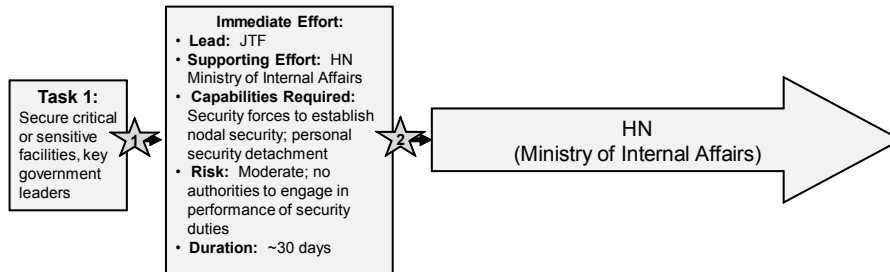 Task 1:
Secure critical
or sensitive
facilities, key
government
leaders
1
Immediate Effort:
• Lead: JTF
• Supporting Effort: HN
Ministry of Internal Affairs
• Capabilities Required:
Security forces to establish
nodal security; personal
security detachment
• Risk: Moderate; no
authorities to engage in
performance of security
duties
• Duration: ~30 days
2
HN
(Ministry of Internal Affairs)